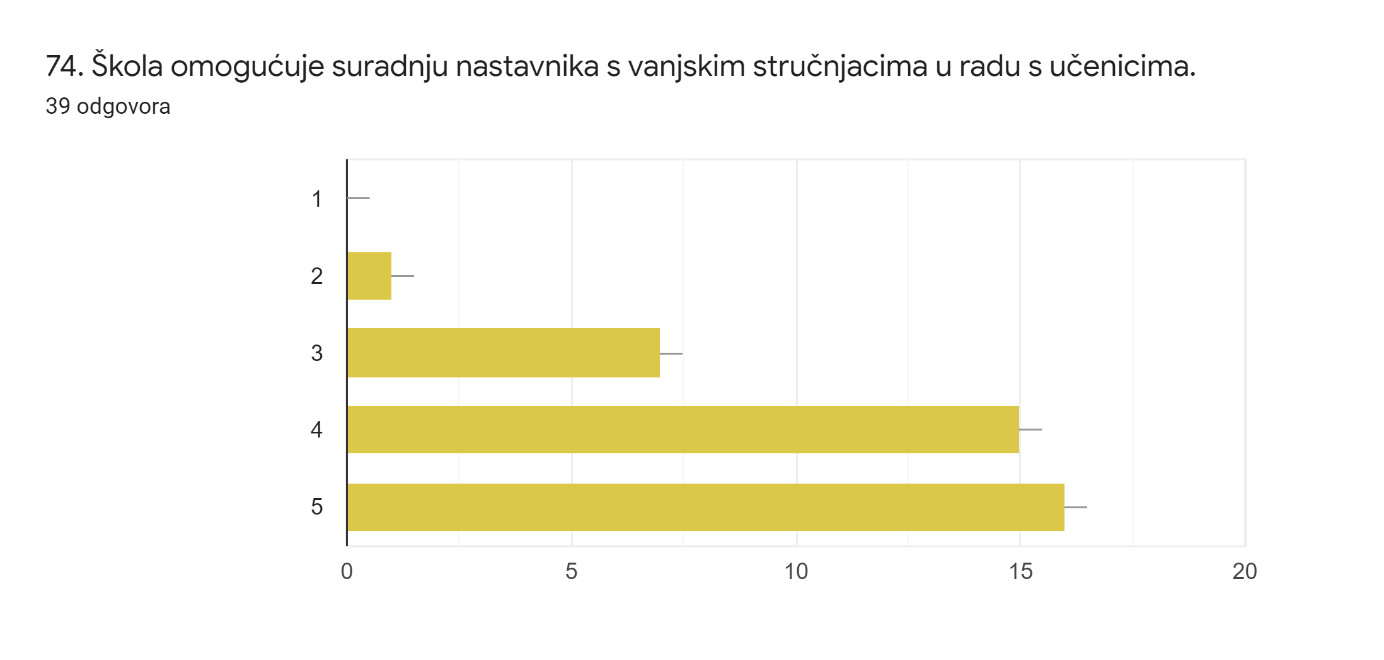 74. Škola omogućuje suradnju nastavnika s vanjskim stručnjacima u radu s učenicima.
39 odgovora
1
2
3
4
5
0 5 10 15 20